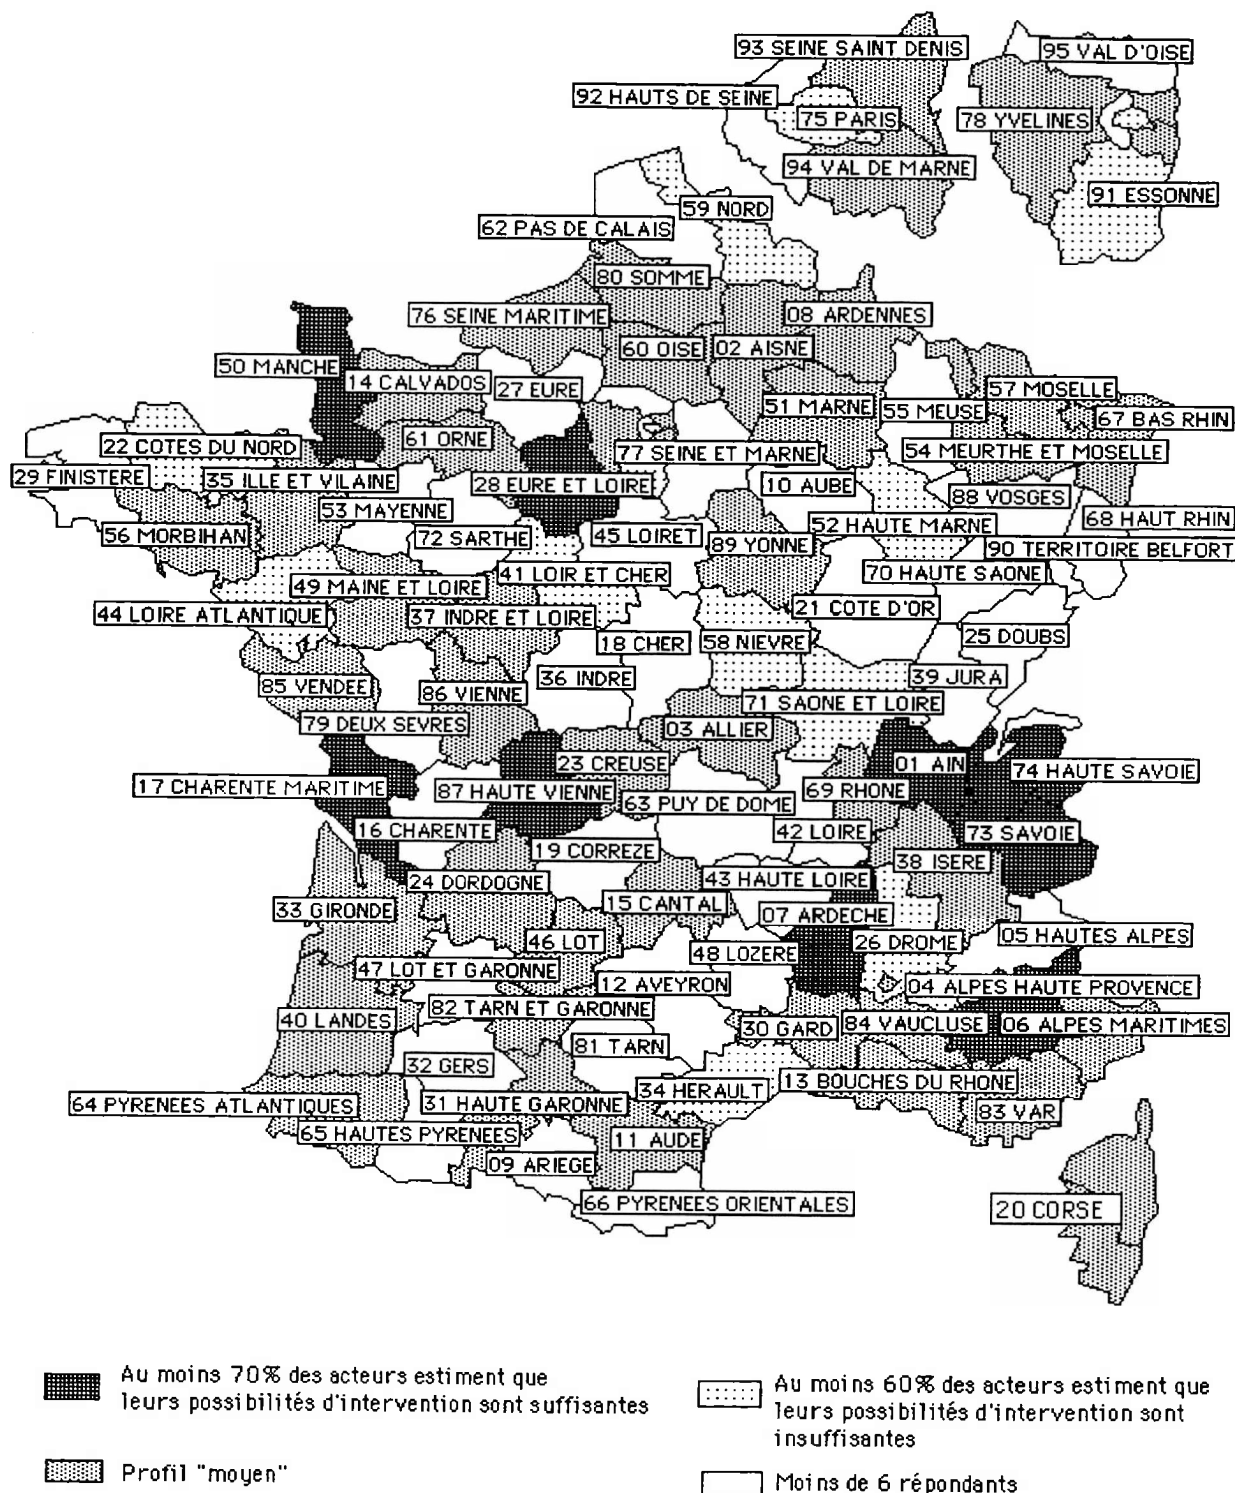 93 SEINE SAINT DENIS
95 VAL D'OISE
92 HAUTS DE SEINE
75 PARIS
78 YVELINES
94 VAL DE MARNE
91 ESSONNE
59 NORD
62 PAS DE CALAIS
80 SOMME
76 SEINE MARITIME
08 ARDENNES
60 OISE
02 AISNE
50 MANCHE
14 CALVADOS
27 EURE
57 MOSELLE
51 MARNE
55 MEUSE
67 BAS RHIN
61 ORNE
22 COTES DU NORD
77 SEINE ET MARNE
54 MEURTHE ET MOSELLE
29 FINISTERE
35 ILLE ET VILAINE
28 EURE ET LOIRE
10 AUBE
88 VOSGES
53 MAYENNE
68 HAUT RHIN
52 HAUTE MARNE
56 MORBIHAN
72 SARTHE
45 LOIRET
89 YONNE
90 TERRITOIRE BELFORT
41 LOIR ET CHER
70 HAUTE SAONE
49 MAINE ET LOIRE
44 LOIRE ATLANTIQUE
37 INDRE ET LOIRE
21 COTE D'OR
18 CHER
58 NIEVRE
25 DOUBS
36 INDRE
39 JURA
85 VENDEE
86 VIENNE
71 SAONE ET LOIRE
79 DEUX SEVRES
03 ALLIER
23 CREUSE
01 AIN
74 HAUTE SAVOIE
17 CHARENTE MARITIME
87 HAUTE VIENNE
69 RHONE
63 PUY DE DOME
16 CHARENTE
42 LOIRE
73 SAVOIE
19 CORREZE
38 ISERE
24 DORDOGNE
43 HAUTE LOIRE
15 CANTAL
33 GIRONDE
07 ARDECHE
05 HAUTES ALPES
46 LOT
26 DROME
48 LOZERE
47 LOT ET GARONNE
12 AVEYRON
04 ALPES HAUTE PROVENCE
82 TARN ET GARONNE
40 LANDES
30 GARD
84 VAUCLUSE
06 ALPES MARITIMES
81 TARN
32 GERS
34 HERAULT
13 BOUCHES DU RHONE
64 PYRENEES ATLANTIQUES
31 HAUTE GARONNE
83 VAR
65 HAUTES PYRENEES
11 AUDE
09 ARIEGE
66 PYRENEES ORIENTALES
20 CORSE
Au moins 70% des acteurs estiment que
leurs possibilités d'intervention sont suffisantes
Au moins 60% des acteurs estiment que
leurs possibilités d'intervention sont
insuffisantes
Profil "moyen"
Moins de 6 répondants